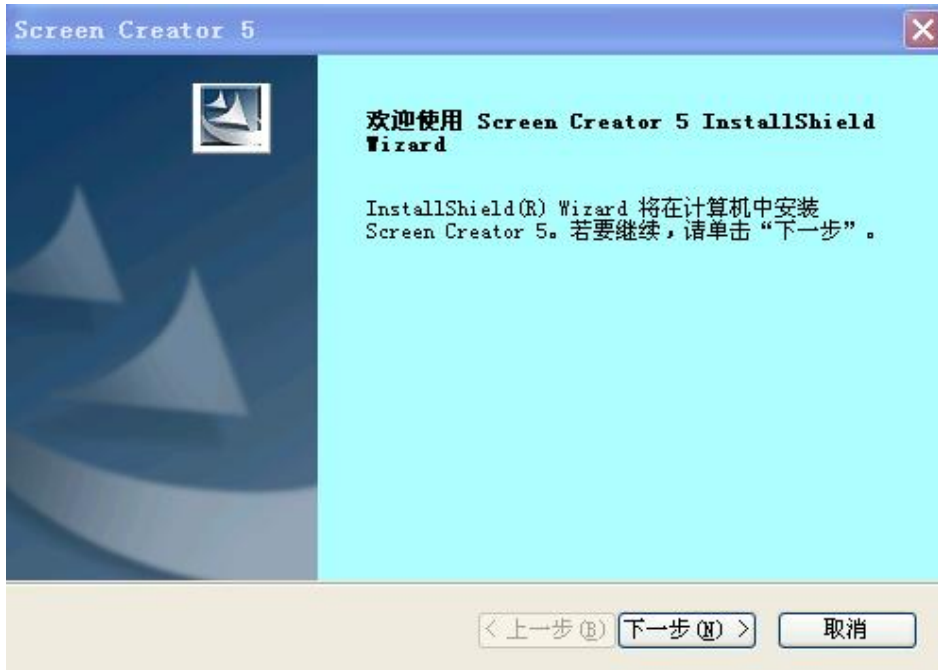 Screen Creator 5
欢迎使用 Screen Creator 5 InstallShield
Wizard
InstallShield(R) Wizard 将在计算机中安装
Screen Creator 5。若要继续，请单击“下一步”。
< 上一步(B)
下一步(N) >
取消